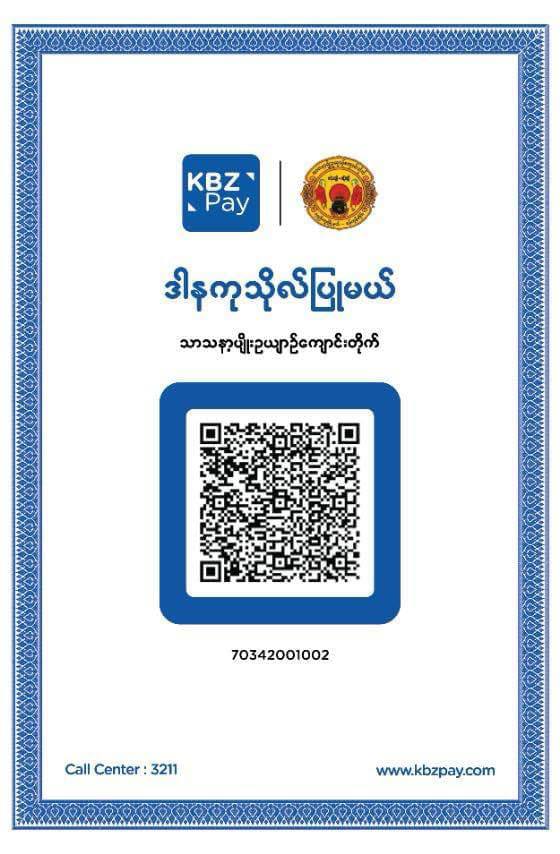 KBZ
Pay
ဒါနကုသိုလ်ပြုမယ်
သာသနာ့ပျိုးဥယျာဉ်ကျောင်းတိုက်
70342001002
Call Center : 3211
www.kbzpay.com